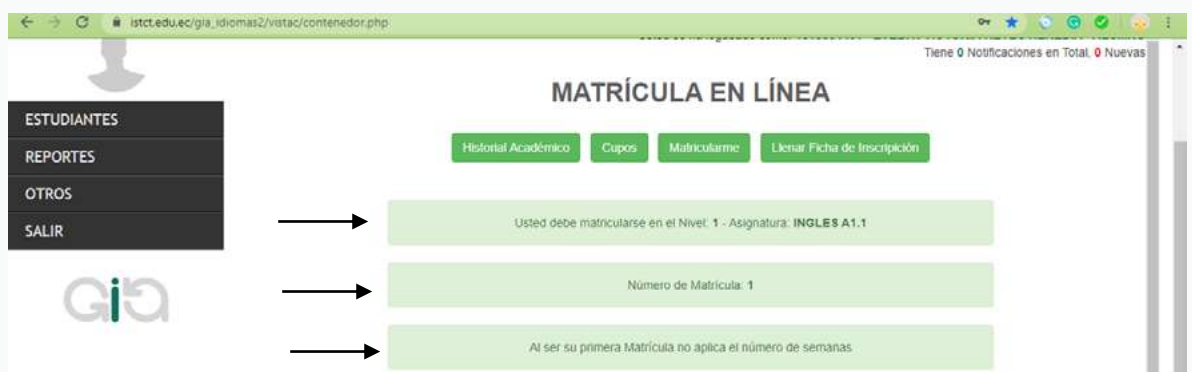 istct.edu.ec/gia_idiomas2/vistac/contenedor.php
Tiene 0 Notificaciones en Total, 0 Nuevas
MATRÍCULA EN LÍNEA
ESTUDIANTES
REPORTES
OTROS
SALIR
Historial Académico Cupos Matricularme Llenar Ficha de Inscripición
Usted debe matricularse en el Nivel: 1 - Asignatura: INGLES A1.1
Número de Matrícula: 1
Al ser su primera Matrícula no aplica el número de semanas
Gia